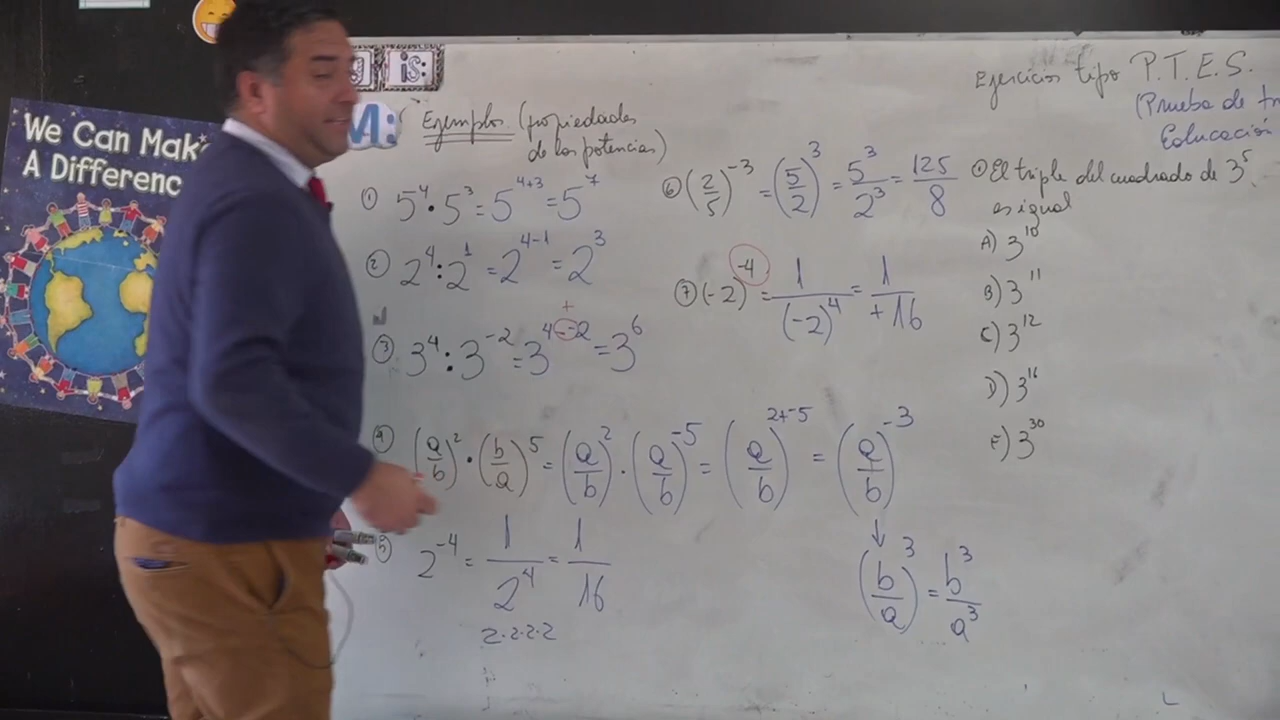 We Can Mak
A Differenc
g is:
M:
Ejemplos (propiedades
de las potencias)
① 5⁴·5³=5⁴⁺³=5⁷
② 2⁴:2¹=2⁴⁻¹=2³
+
③ 3⁴:3⁻²=3⁴⁻⁻²=3⁶
④ (a/b)²·(b/a)⁵=(a/b)²·(a/b)⁻⁵=(a/b)²⁺⁻⁵=(a/b)⁻³
↓
(b/a)³=b³/a³
⑤ 2⁻⁴=1/2⁴=1/16
2·2·2·2
⑥ (2/5)⁻³=(5/2)³=5³/2³=125/8
⑦ (-2)⁻⁴=1/(-2)⁴=1/+16
Ejercicios tipo P.T.E.S.
(Prueba de tr
Educación
① El triple del cuadrado de 3⁵,
es igual
A) 3¹⁰
B) 3¹¹
C) 3¹²
D) 3¹⁶
E) 3³⁰